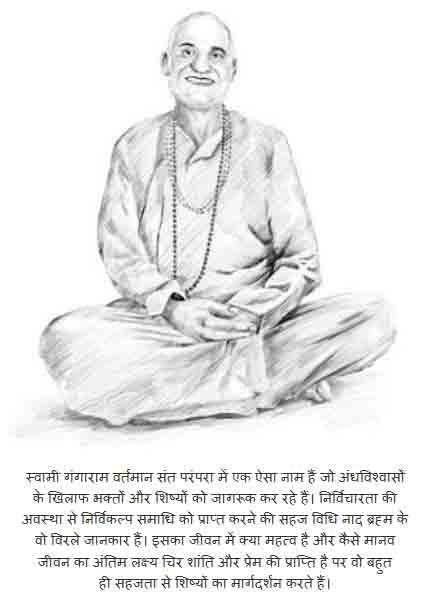 स्वामी गंगाराम वर्तमान संत परंपरा में एक ऐसा नाम हैं जो अंधविश्वासों
के खिलाफ भक्तों और शिष्यों को जागरूक कर रहे हैं। निर्विचारता की
अवस्था से निर्विकल्प समाधि को प्राप्त करने की सहज विधि नाद ब्रह्म के
वो विरले जानकार हैं। इसका जीवन में क्या महत्व है और कैसे मानव
जीवन का अंतिम लक्ष्य चिर शांति और प्रेम की प्राप्ति है पर वो बहुत
ही सहजता से शिष्यों का मार्गदर्शन करते हैं।